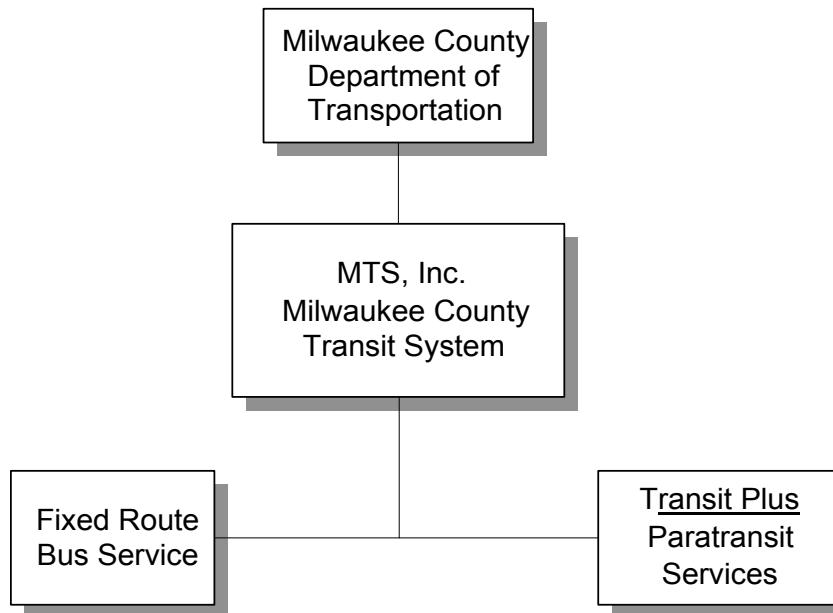 Milwaukee County
Department of
Transportation
MTS, Inc.
Milwaukee County
Transit System
Fixed Route
Bus Service
Transit Plus
Paratransit
Services